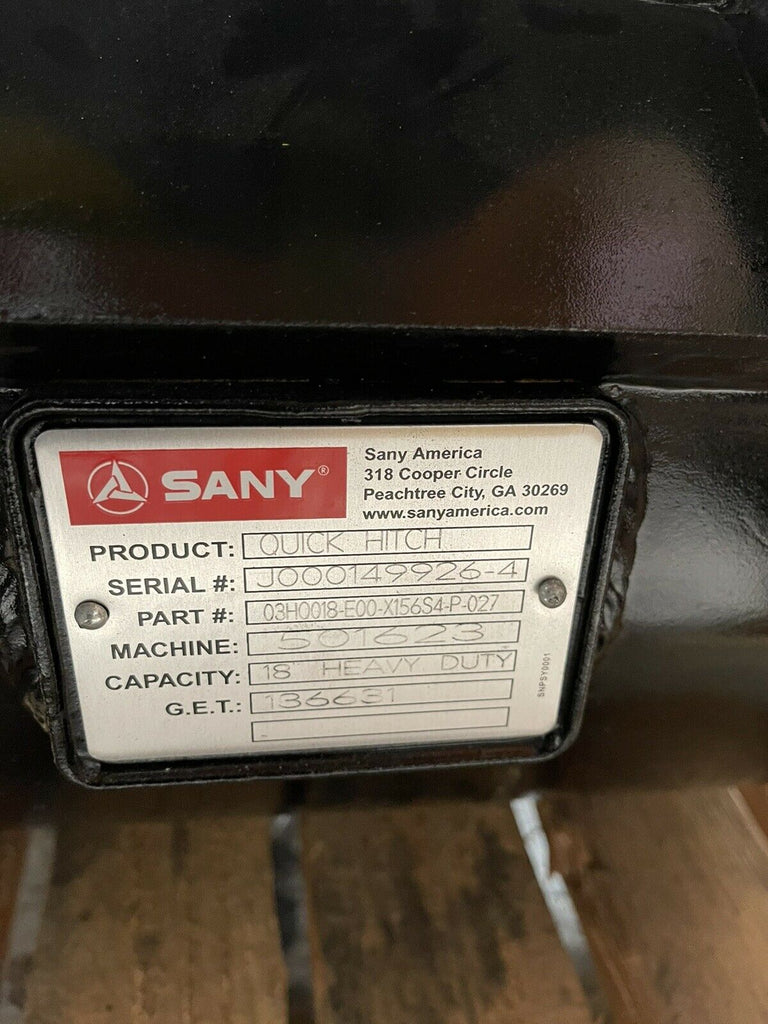 SANY®
Sany America
318 Cooper Circle
Peachtree City, GA 30269
www.sanyamerica.com
PRODUCT: QUICK HITCH
SERIAL #: J000149926-4
PART #: 03H0018-E00-X156S4-P-027
MACHINE: 501623
CAPACITY: 18" HEAVY DUTY
G.E.T.: 136631
.
SNPSY0001